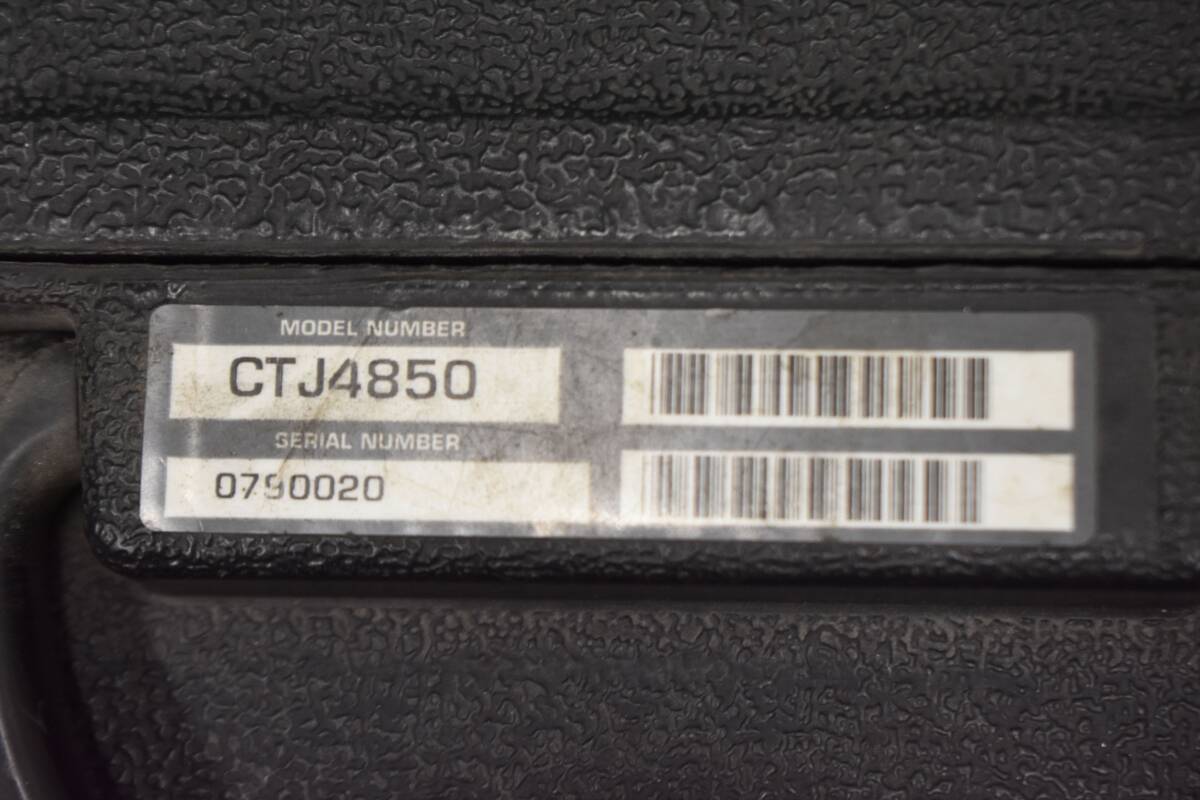 MODEL NUMBER
CTJ4850
SERIAL NUMBER
0790020